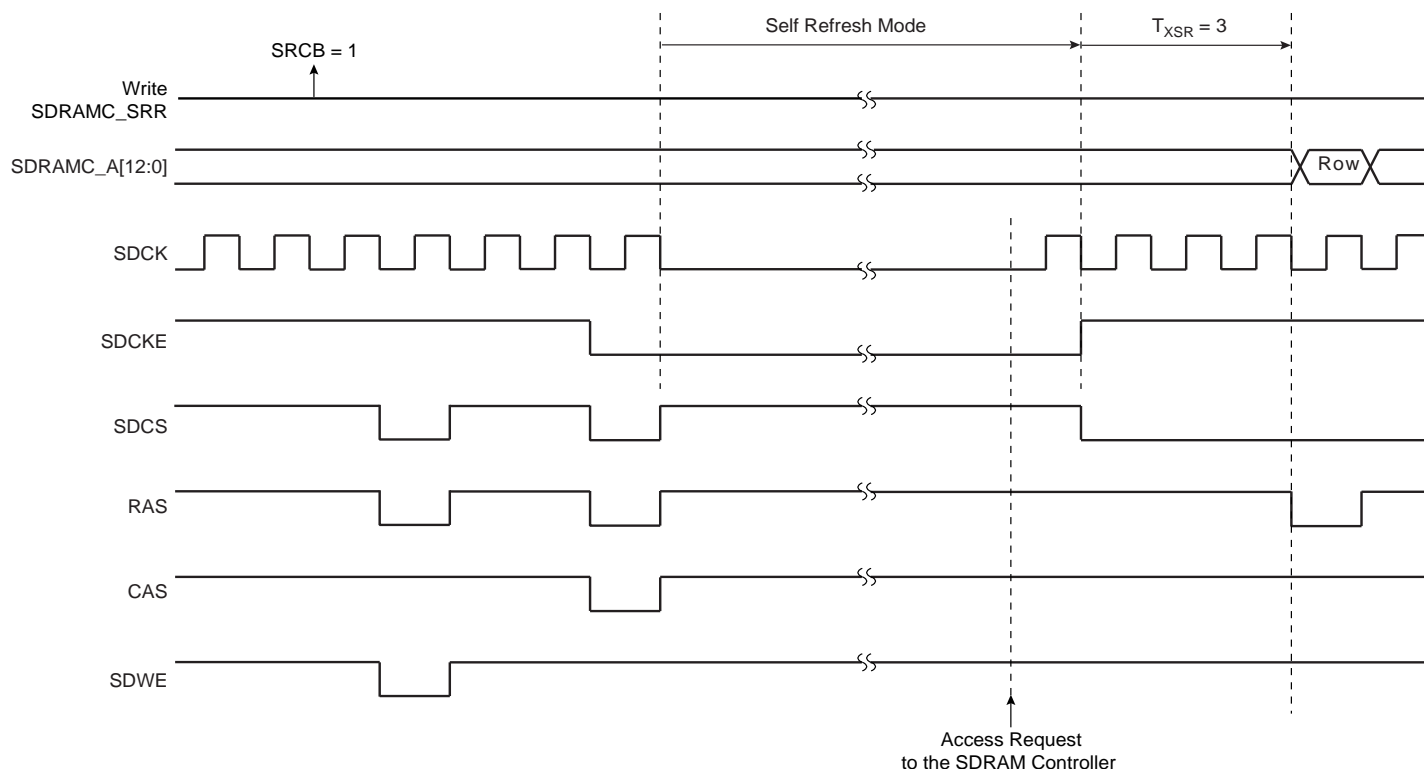 Self Refresh Mode
T_XSR = 3
SRCB = 1
Write
SDRAMC_SRR
SDRAMC_A[12:0]
Row
SDCK
SDCKE
SDCS
RAS
CAS
SDWE
Access Request
to the SDRAM Controller